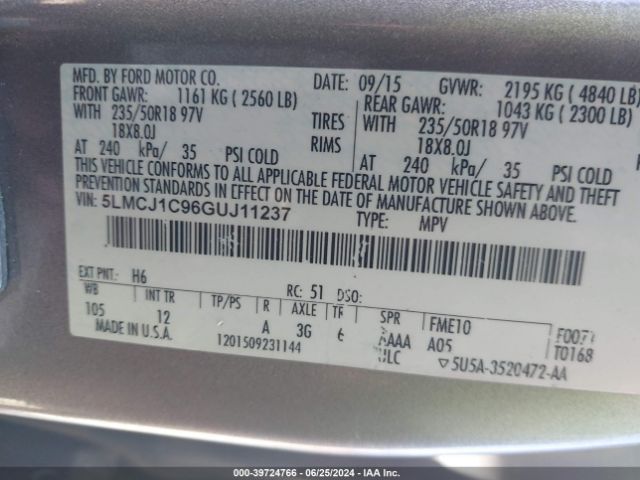 MFD. BY FORD MOTOR CO.
DATE: 09/15 GVWR: 2195 KG ( 4840 LB)
FRONT GAWR: 1161 KG ( 2560 LB)
REAR GAWR: 1043 KG ( 2300 LB)
WITH 235/50R18 97V TIRES WITH 235/50R18 97V
18X8.0J RIMS 18X8.0J
AT 240 kPa/ 35 PSI COLD AT 240 kPa/ 35 PSI COLD
THIS VEHICLE CONFORMS TO ALL APPLICABLE FEDERAL MOTOR VEHICLE SAFETY AND THEFT
PREVENTION STANDARDS IN EFFECT ON THE DATE OF MANUFACTURE SHOWN ABOVE.
VIN: 5LMCJ1C96GUJ11237
TYPE: MPV
EXT PNT: H6 RC: 51 DSO:
WB INT TR TP/PS R AXLE TR SPR FME10 F007
105 12 A 3G 6 AAAA A05 T0168
MADE IN U.S.A. 1201509231144 ULC ▽5U5A-3520472-AA
000-39724766 - 06/25/2024 - IAA Inc.